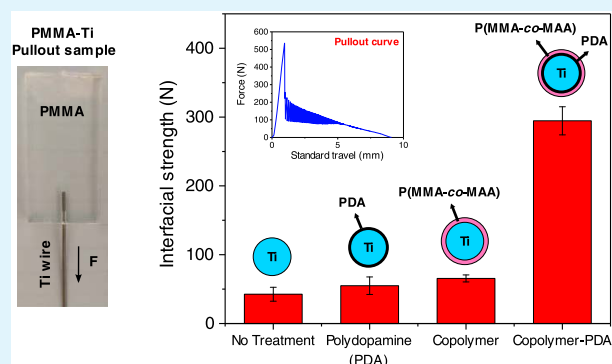 PMMA-Ti
Pullout sample
PMMA
Ti wire
F
Interfacial strength (N)
400
300
200
100
50
0
Force (N)
600
500
400
300
200
100
0
Pullout curve
0
5
10
Standard travel (mm)
P(MMA-co-MAA)
PDA
Ti
Ti
PDA
Ti
P(MMA-co-MAA)
Ti
No Treatment
Polydopamine
(PDA)
Copolymer
Copolymer-PDA